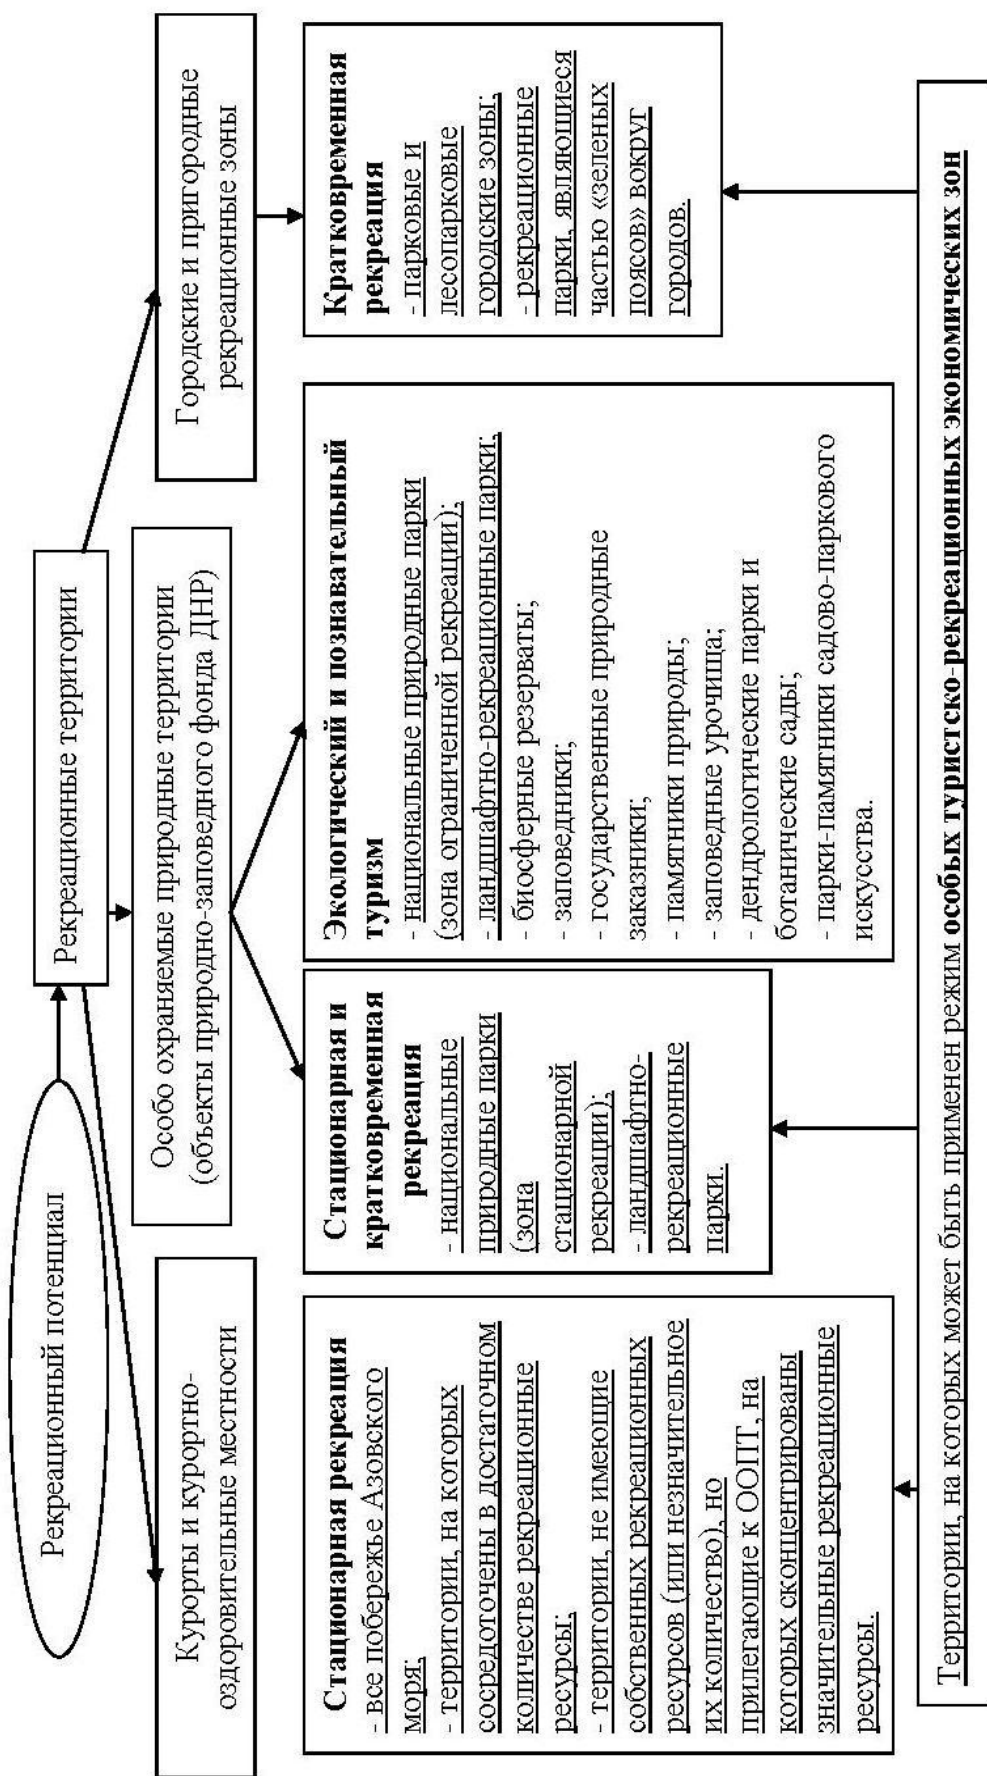 Рекреационный потенциал
Рекреационные территории
Курорты и курортно-
оздоровительные местности
Особо охраняемые природные территории
(объекты природно-заповедного фонда ДНР)
Городские и пригородные
рекреационные зоны
Стационарная рекреация
- все побережье Азовского
моря;
- территории, на которых
сосредоточены в достаточном
количестве рекреационные
ресурсы;
- территории, не имеющие
собственных рекреационных
ресурсов (или незначительное
их количество), но
прилегающие к ООПТ, на
которых сконцентрированы
значительные рекреационные
ресурсы.
Стационарная и
кратковременная
рекреация
- национальные
природные парки
(зона
стационарной
рекреации);
- ландшафтно-
рекреационные
парки.
Экологический и познавательный
туризм
- национальные природные парки
(зона ограниченной рекреации);
- ландшафтно-рекреационные парки;
- биосферные резерваты;
- заповедники;
- государственные природные
заказники;
- памятники природы;
- заповедные урочища;
- дендрологические парки и
ботанические сады;
- парки-памятники садово-паркового
искусства.
Кратковременная
рекреация
- парковые и
лесопарковые
городские зоны;
- рекреационные
парки, являющиеся
частью «зеленых
поясов» вокруг
городов.
Территории, на которых может быть применен режим особых туристско-рекреационных экономических зон